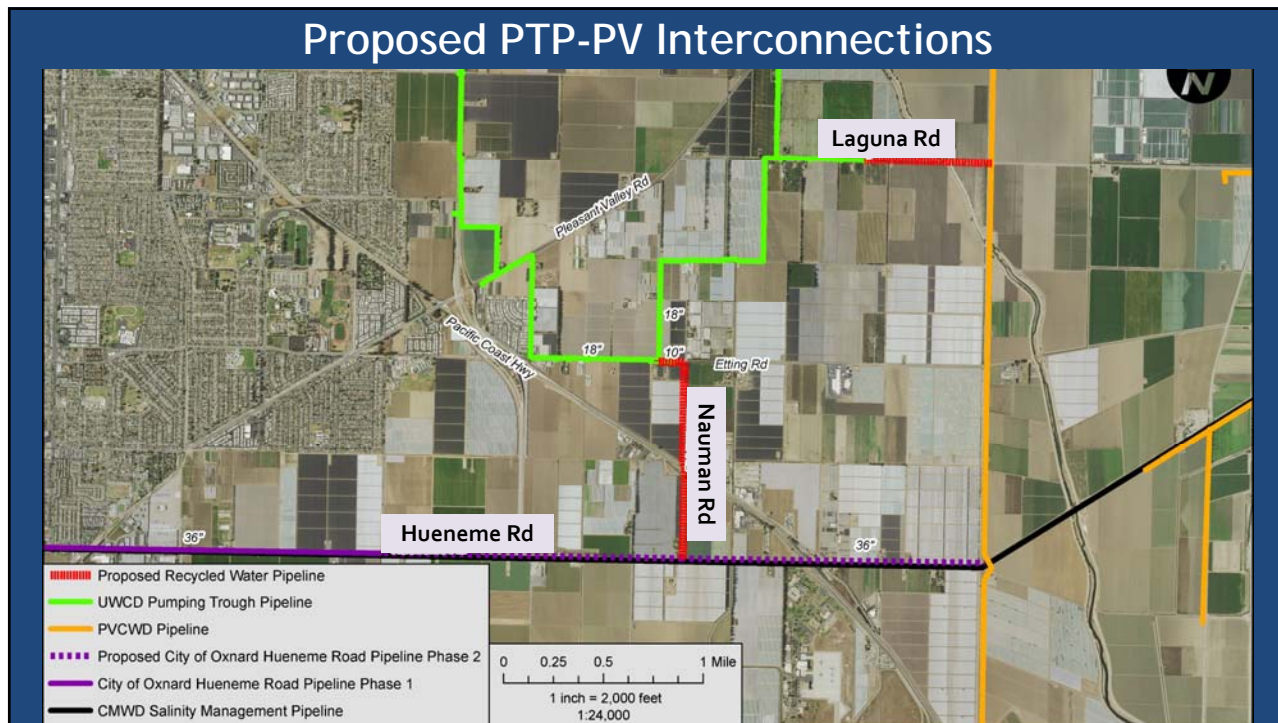 Proposed PTP-PV Interconnections
N
Laguna Rd
Pleasant Valley Rd
18"
Pacific Coast Hwy
18"
10"
Etting Rd
Nauman Rd
Hueneme Rd
36"
36"
Proposed Recycled Water Pipeline
UWCD Pumping Trough Pipeline
PVCWD Pipeline
Proposed City of Oxnard Hueneme Road Pipeline Phase 2
City of Oxnard Hueneme Road Pipeline Phase 1
CMWD Salinity Management Pipeline
0 0.25 0.5 1 Mile
1 inch = 2,000 feet
1:24,000